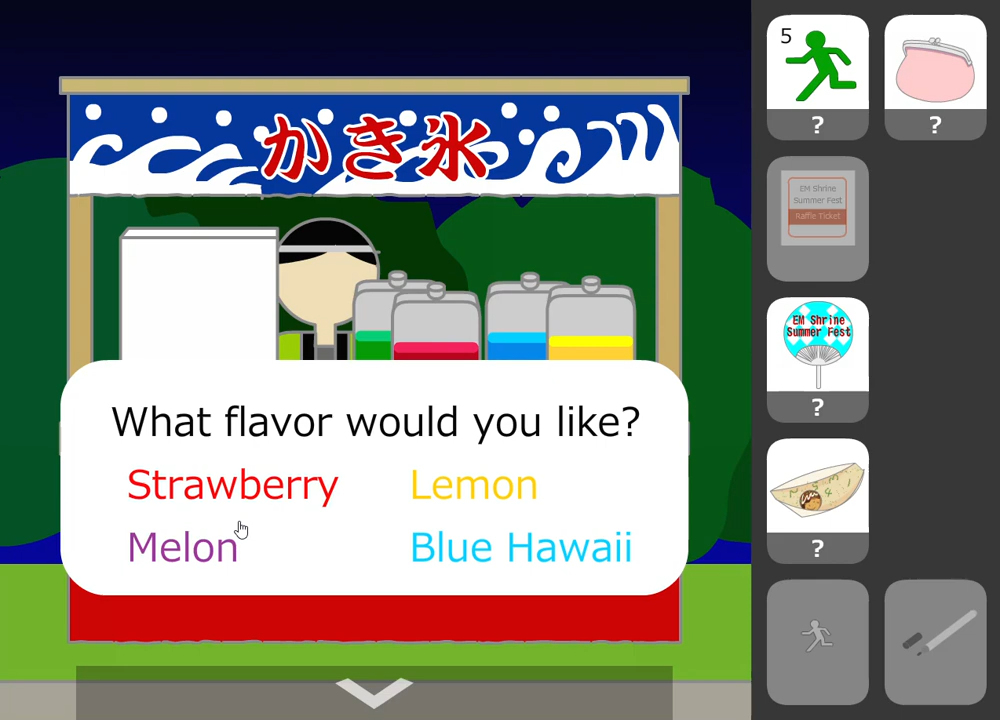 かき氷
What flavor would you like?
Strawberry
Lemon
Melon
Blue Hawaii
5
?
?
EM Shrine
Summer Fest
Raffle Ticket
EM Shrine
Summer Fest
?
?